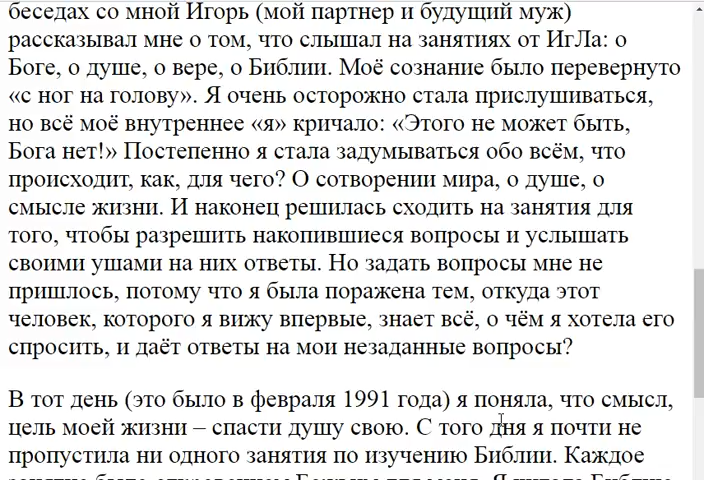 беседах со мной Игорь (мой партнер и будущий муж)
рассказывал мне о том, что слышал на занятиях от ИгЛа: о
Боге, о душе, о вере, о Библии. Моё сознание было перевернуто
«с ног на голову». Я очень осторожно стала прислушиваться,
но всё моё внутреннее «я» кричало: «Этого не может быть,
Бога нет!» Постепенно я стала задумываться обо всём, что
происходит, как, для чего? О сотворении мира, о душе, о
смысле жизни. И наконец решилась сходить на занятия для
того, чтобы разрешить накопившиеся вопросы и услышать
своими ушами на них ответы. Но задать вопросы мне не
пришлось, потому что я была поражена тем, откуда этот
человек, которого я вижу впервые, знает всё, о чём я хотела его
спросить, и даёт ответы на мои незаданные вопросы?
В тот день (это было в февраля 1991 года) я поняла, что смысл,
цель моей жизни – спасти душу свою. С того дня я почти не
пропустила ни одного занятия по изучению Библии. Каждое